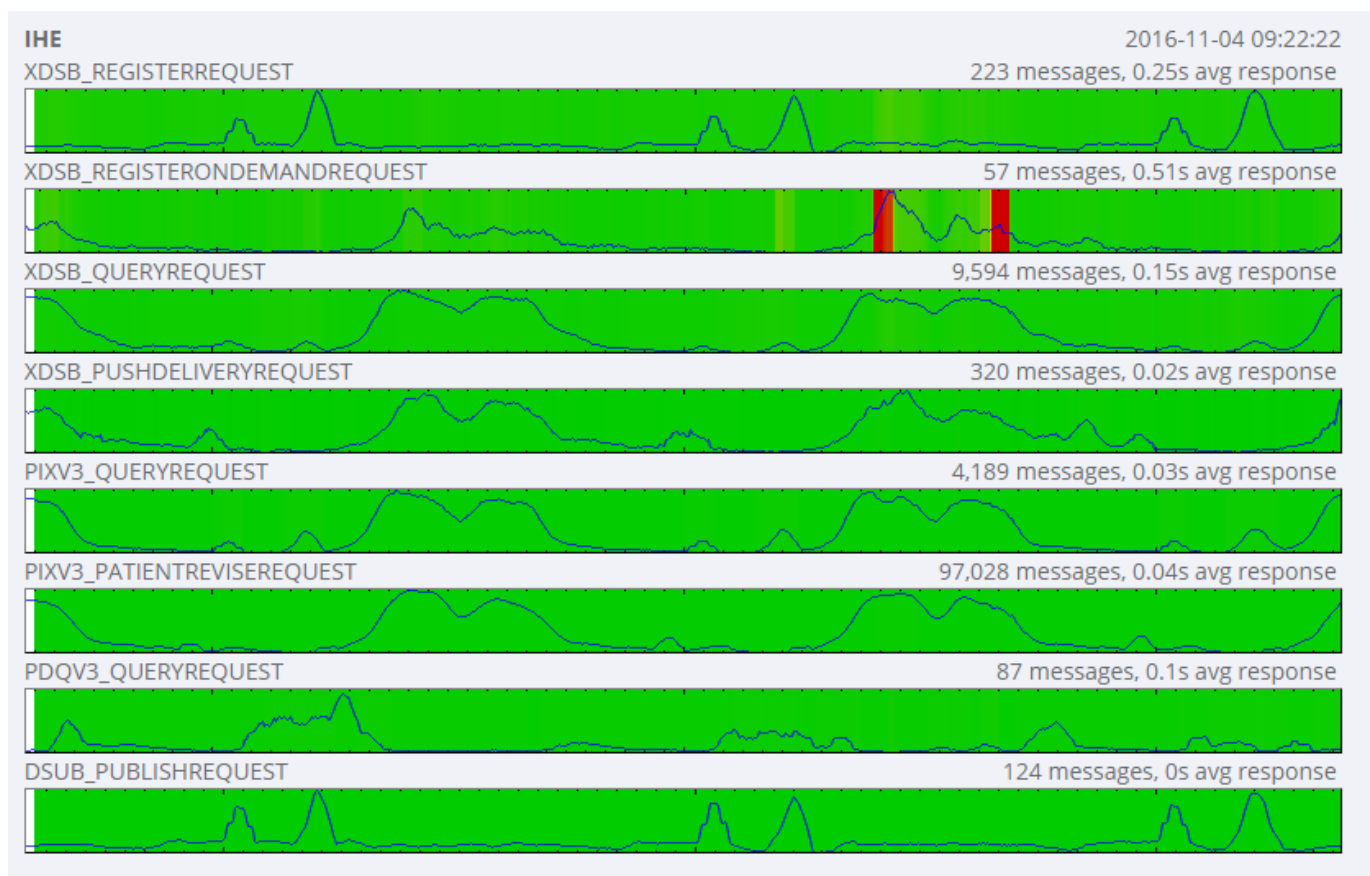 IHE 2016-11-04 09:22:22
XDSB_REGISTERREQUEST 223 messages, 0.25s avg response
XDSB_REGISTERONDEMANDREQUEST 57 messages, 0.51s avg response
XDSB_QUERYREQUEST 9,594 messages, 0.15s avg response
XDSB_PUSHDELIVERYREQUEST 320 messages, 0.02s avg response
PIXV3_QUERYREQUEST 4,189 messages, 0.03s avg response
PIXV3_PATIENTREVISEREQUEST 97,028 messages, 0.04s avg response
PDQV3_QUERYREQUEST 87 messages, 0.1s avg response
DSUB_PUBLISHREQUEST 124 messages, 0s avg response